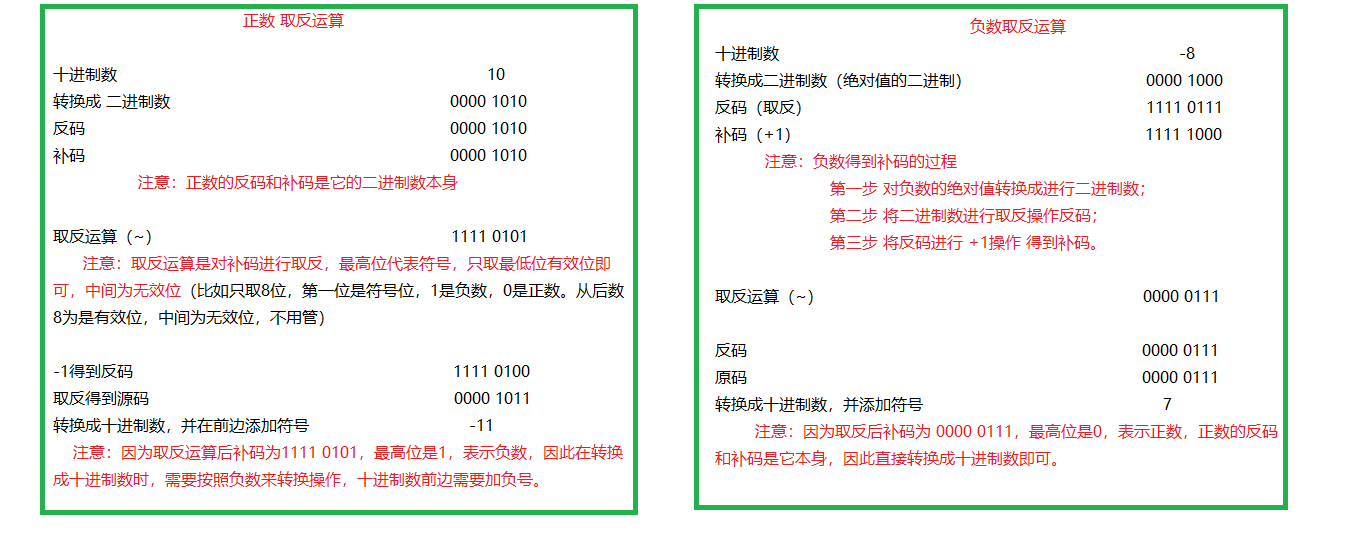 正数 取反运算
十进制数 10
转换成 二进制数 0000 1010
反码 0000 1010
补码 0000 1010
注意：正数的反码和补码是它的二进制数本身
取反运算（~） 1111 0101
注意：取反运算是对补码进行取反，最高位代表符号，只取最低位有效位即
可，中间为无效位（比如只取8位，第一位是符号位，1是负数，0是正数。从后数
8为是有效位，中间为无效位，不用管）
-1得到反码 1111 0100
取反得到源码 0000 1011
转换成十进制数，并在前边添加符号 -11
注意：因为取反运算后补码为1111 0101，最高位是1，表示负数，因此在转换
成十进制数时，需要按照负数来转换操作，十进制数前边需要加负号。
负数取反运算
十进制数 -8
转换成二进制数（绝对值的二进制） 0000 1000
反码（取反） 1111 0111
补码（+1） 1111 1000
注意：负数得到补码的过程
第一步 对负数的绝对值转换成进行二进制数；
第二步 将二进制数进行取反操作反码；
第三步 将反码进行 +1操作 得到补码。
取反运算（~） 0000 0111
反码 0000 0111
原码 0000 0111
转换成十进制数，并添加符号 7
注意：因为取反后补码为 0000 0111，最高位是0，表示正数，正数的反码
和补码是它本身，因此直接转换成十进制数即可。